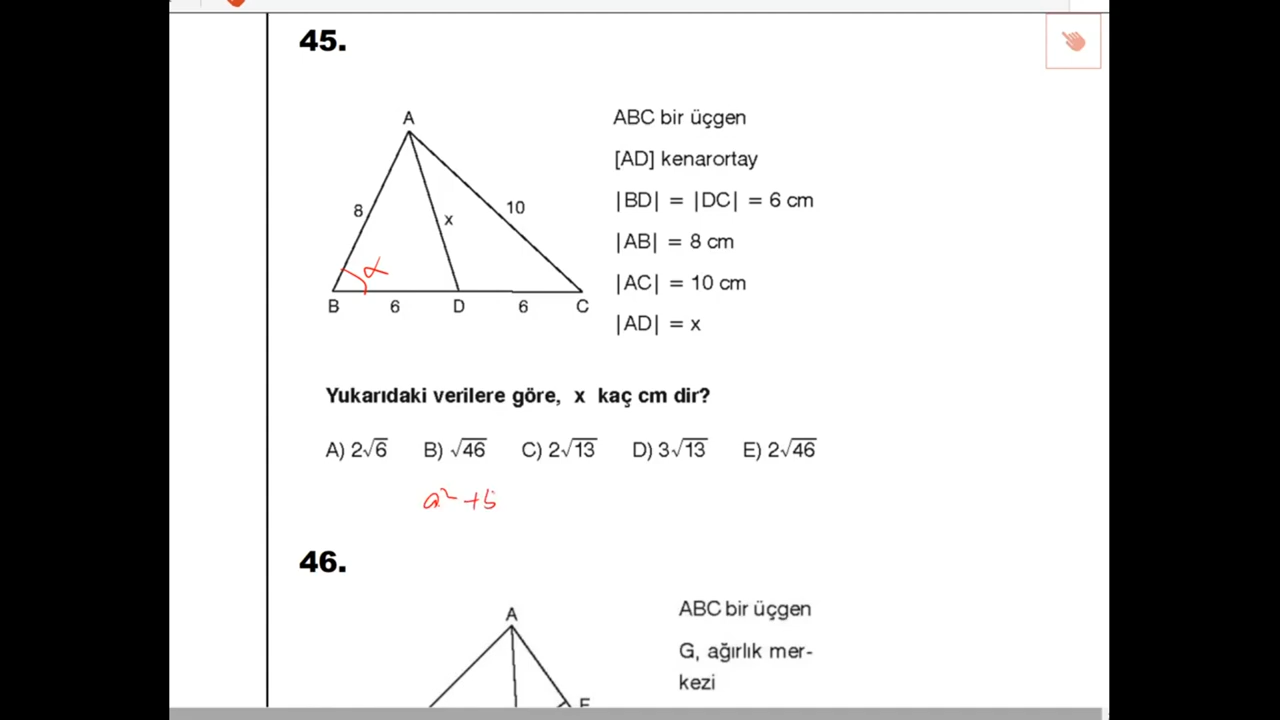 45.
A
ABC bir üçgen
[AD] kenarortay
8
x
10
|BD| = |DC| = 6 cm
|AB| = 8 cm
α
|AC| = 10 cm
B
6
D
6
C
|AD| = x
Yukarıdaki verilere göre, x kaç cm dir?
A) 2√6 B) √46 C) 2√13 D) 3√13 E) 2√46
a² + b
46.
A
ABC bir üçgen
G, ağırlık mer-
kezi